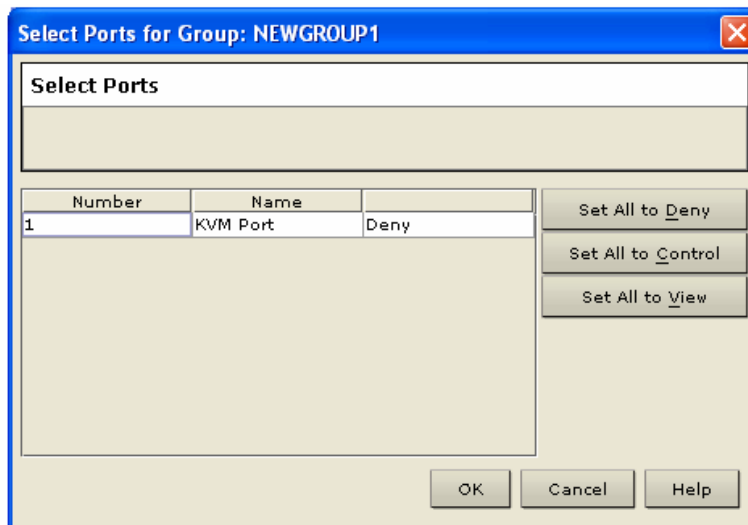 Select Ports for Group: NEWGROUP1
Select Ports
Number Name
1 KVM Port Deny
Set All to Deny
Set All to Control
Set All to View
OK Cancel Help